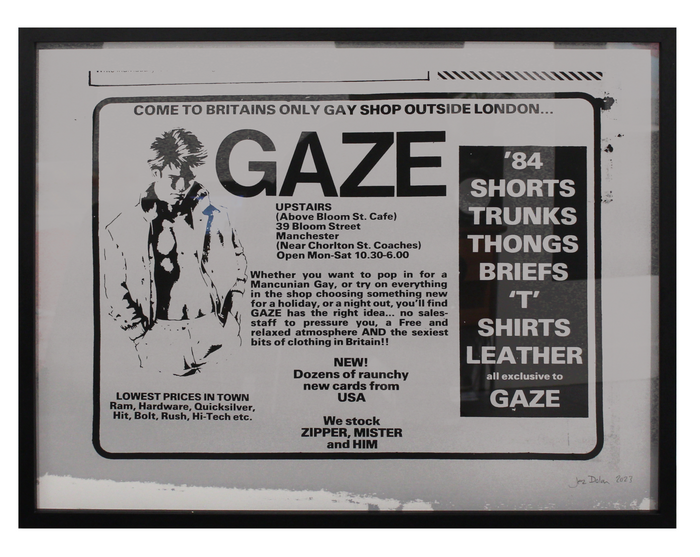 COME TO BRITAINS ONLY GAY SHOP OUTSIDE LONDON...
GAZE
UPSTAIRS
(Above Bloom St. Cafe)
39 Bloom Street
Manchester
(Near Chorlton St. Coaches)
Open Mon-Sat 10.30-6.00
Whether you want to pop in for a
Mancunian Gay, or try on everything
in the shop choosing something new
for a holiday, or a night out, you'll find
GAZE has the right idea... no sales-
staff to pressure you, a Free and
relaxed atmosphere AND the sexiest
bits of clothing in Britain!!
NEW!
Dozens of raunchy
new cards from
USA
We stock
ZIPPER, MISTER
and HIM
LOWEST PRICES IN TOWN
Ram, Hardware, Quicksilver,
Hit, Bolt, Rush, Hi-Tech etc.
'84
SHORTS
TRUNKS
THONGS
BRIEFS
'T'
SHIRTS
LEATHER
all exclusive to
GAZE
Jez Dolan 2023